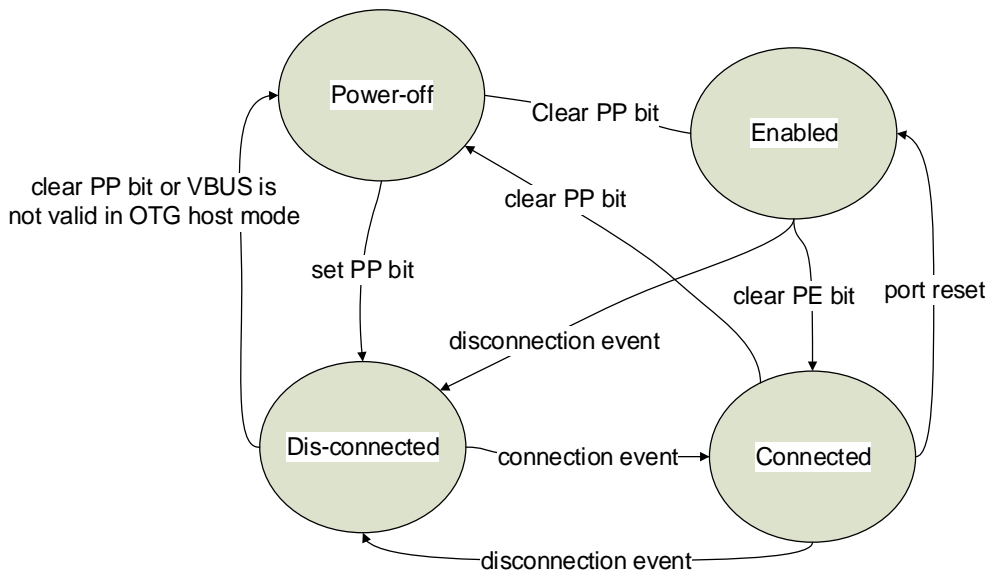 Power-off
Clear PP bit
Enabled
clear PP bit or VBUS is
not valid in OTG host mode
clear PP bit
set PP bit
clear PE bit
port reset
disconnection event
Dis-connected
connection event
Connected
disconnection event